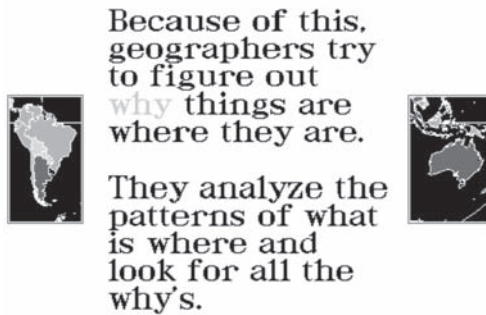 Because of this,
geographers try
to figure out
why things are
where they are.
They analyze the
patterns of what
is where and
look for all the
why's.